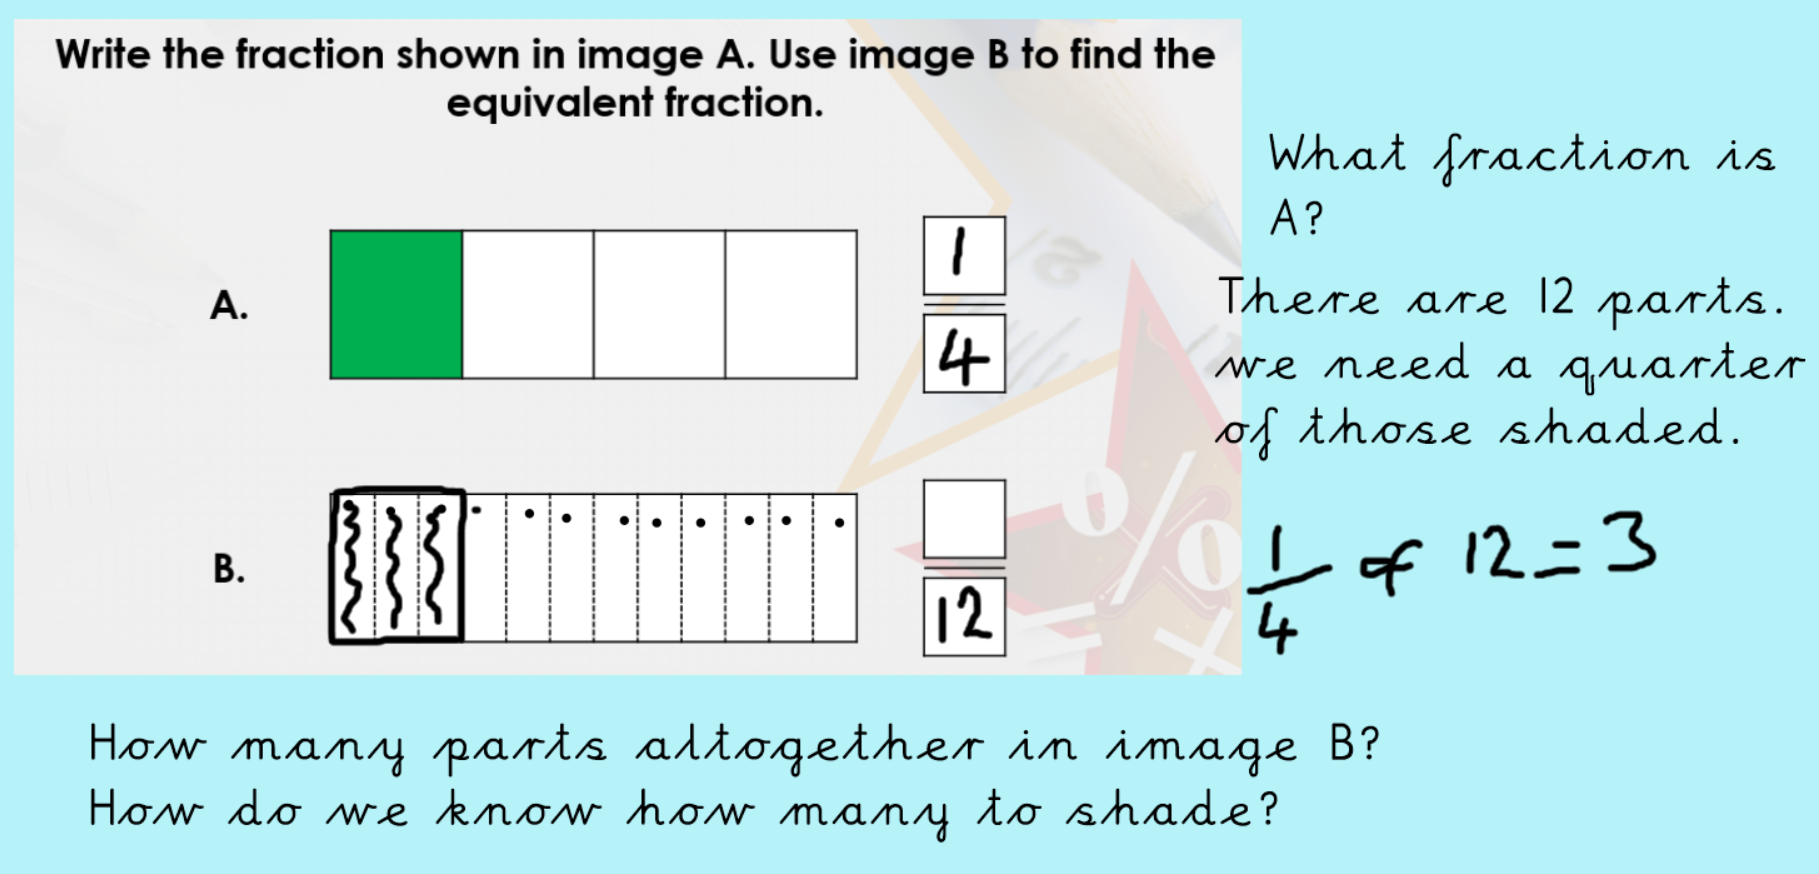 Write the fraction shown in image A. Use image B to find the
equivalent fraction.
What fraction is
A?
A.
1
4
There are 12 parts.
we need a quarter
of those shaded.
B.
12
1/4 of 12 = 3
How many parts altogether in image B?
How do we know how many to shade?